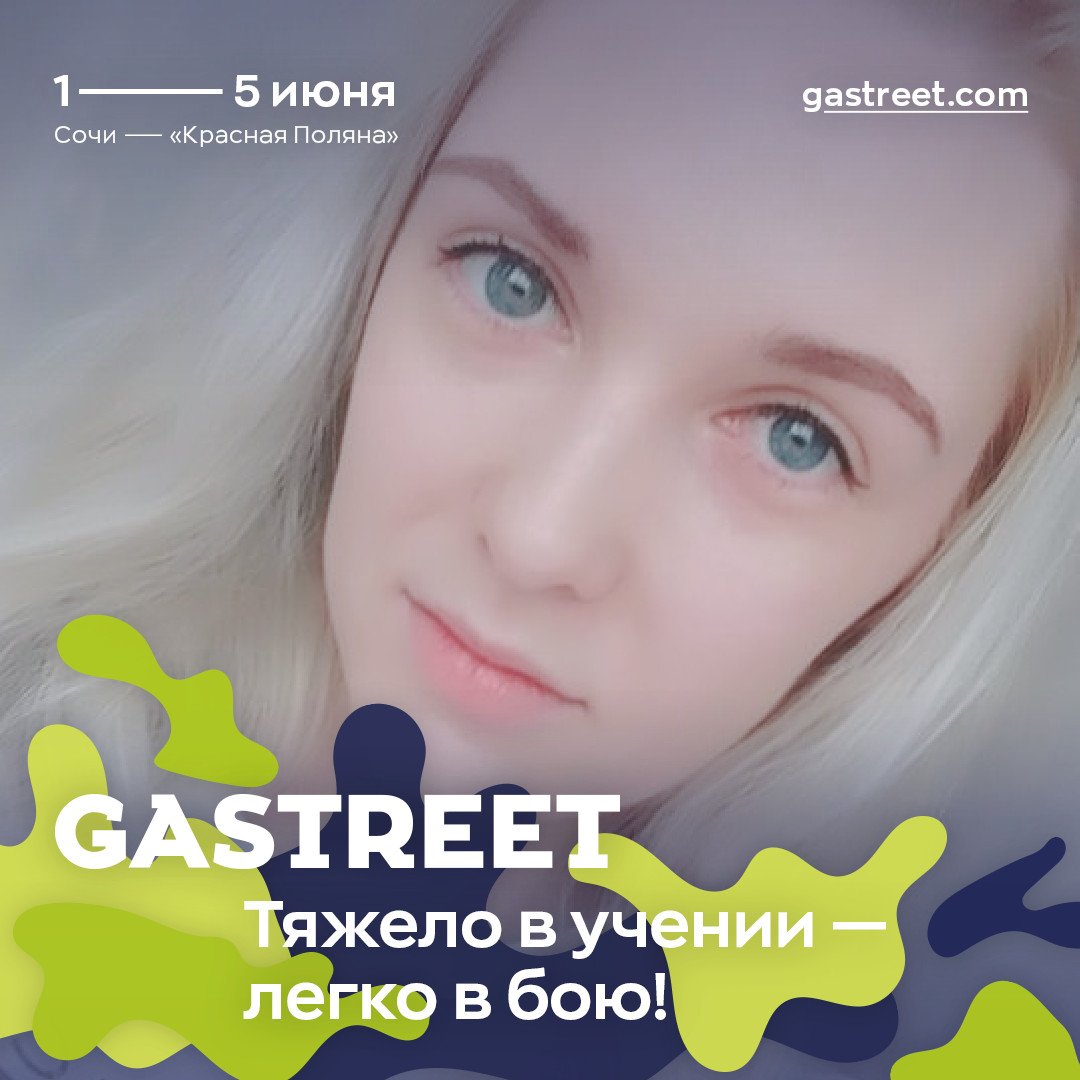 1 — 5 июня
gastreet.com
Сочи — «Красная Поляна»
GASTREET
Тяжело в учении —
легко в бою!